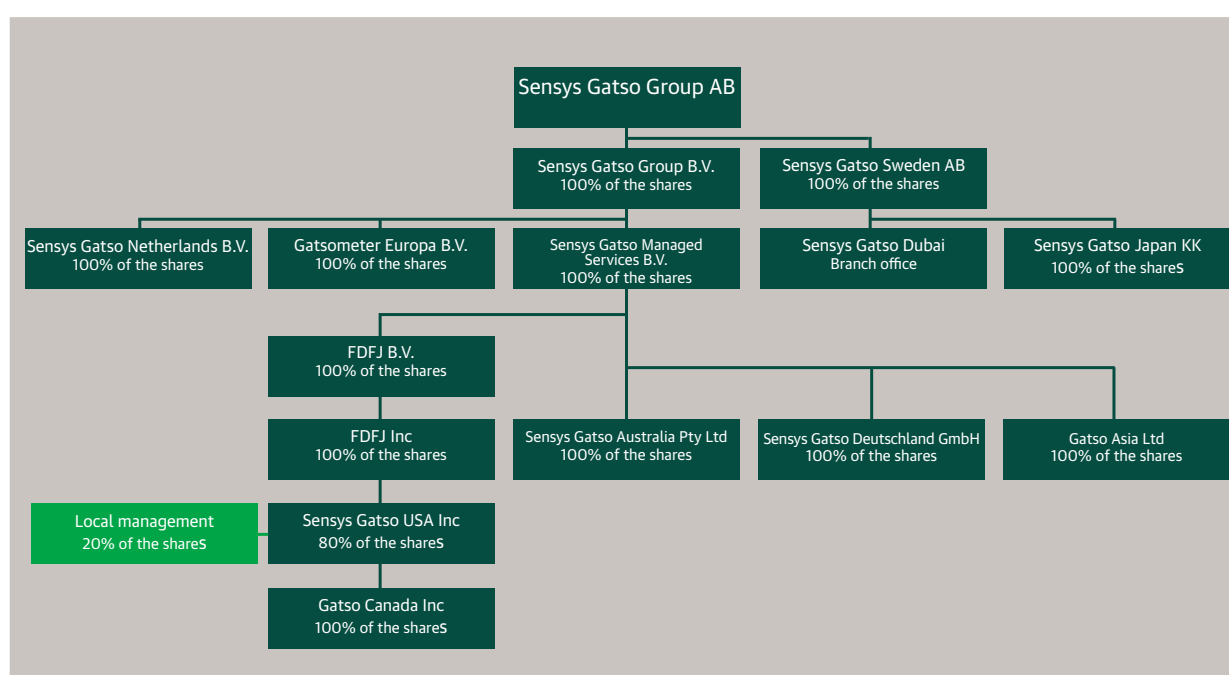 Sensys Gatso Group AB
Sensys Gatso Group B.V.
100% of the shares
Sensys Gatso Sweden AB
100% of the shares
Sensys Gatso Netherlands B.V.
100% of the shares
Gatsometer Europa B.V.
100% of the shares
Sensys Gatso Managed
Services B.V.
100% of the shares
Sensys Gatso Dubai
Branch office
Sensys Gatso Japan KK
100% of the shares
FDFJ B.V.
100% of the shares
FDFJ Inc
100% of the shares
Sensys Gatso Australia Pty Ltd
100% of the shares
Sensys Gatso Deutschland GmbH
100% of the shares
Gatso Asia Ltd
100% of the shares
Local management
20% of the shares
Sensys Gatso USA Inc
80% of the shares
Gatso Canada Inc
100% of the shares